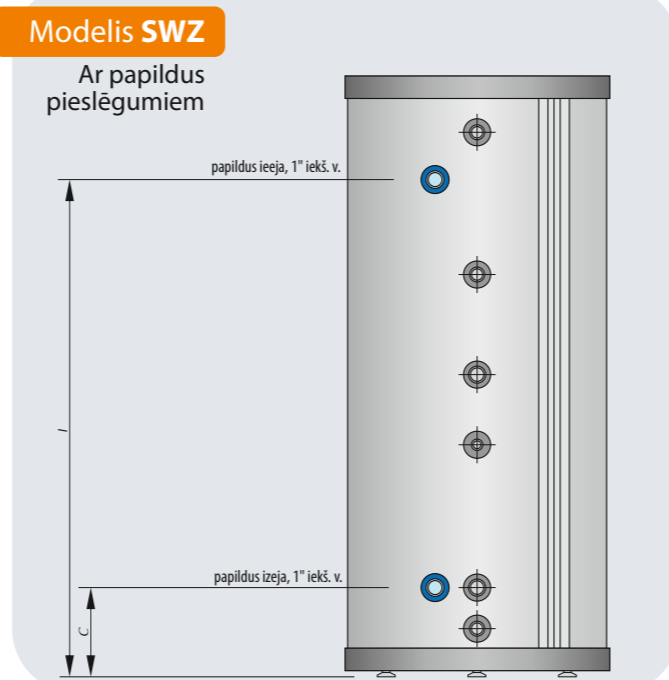 Modelis SWZ
Ar papildus
pieslēgumiem
papildus ieeja, 1" iekš. v.
I
papildus izeja, 1" iekš. v.
C